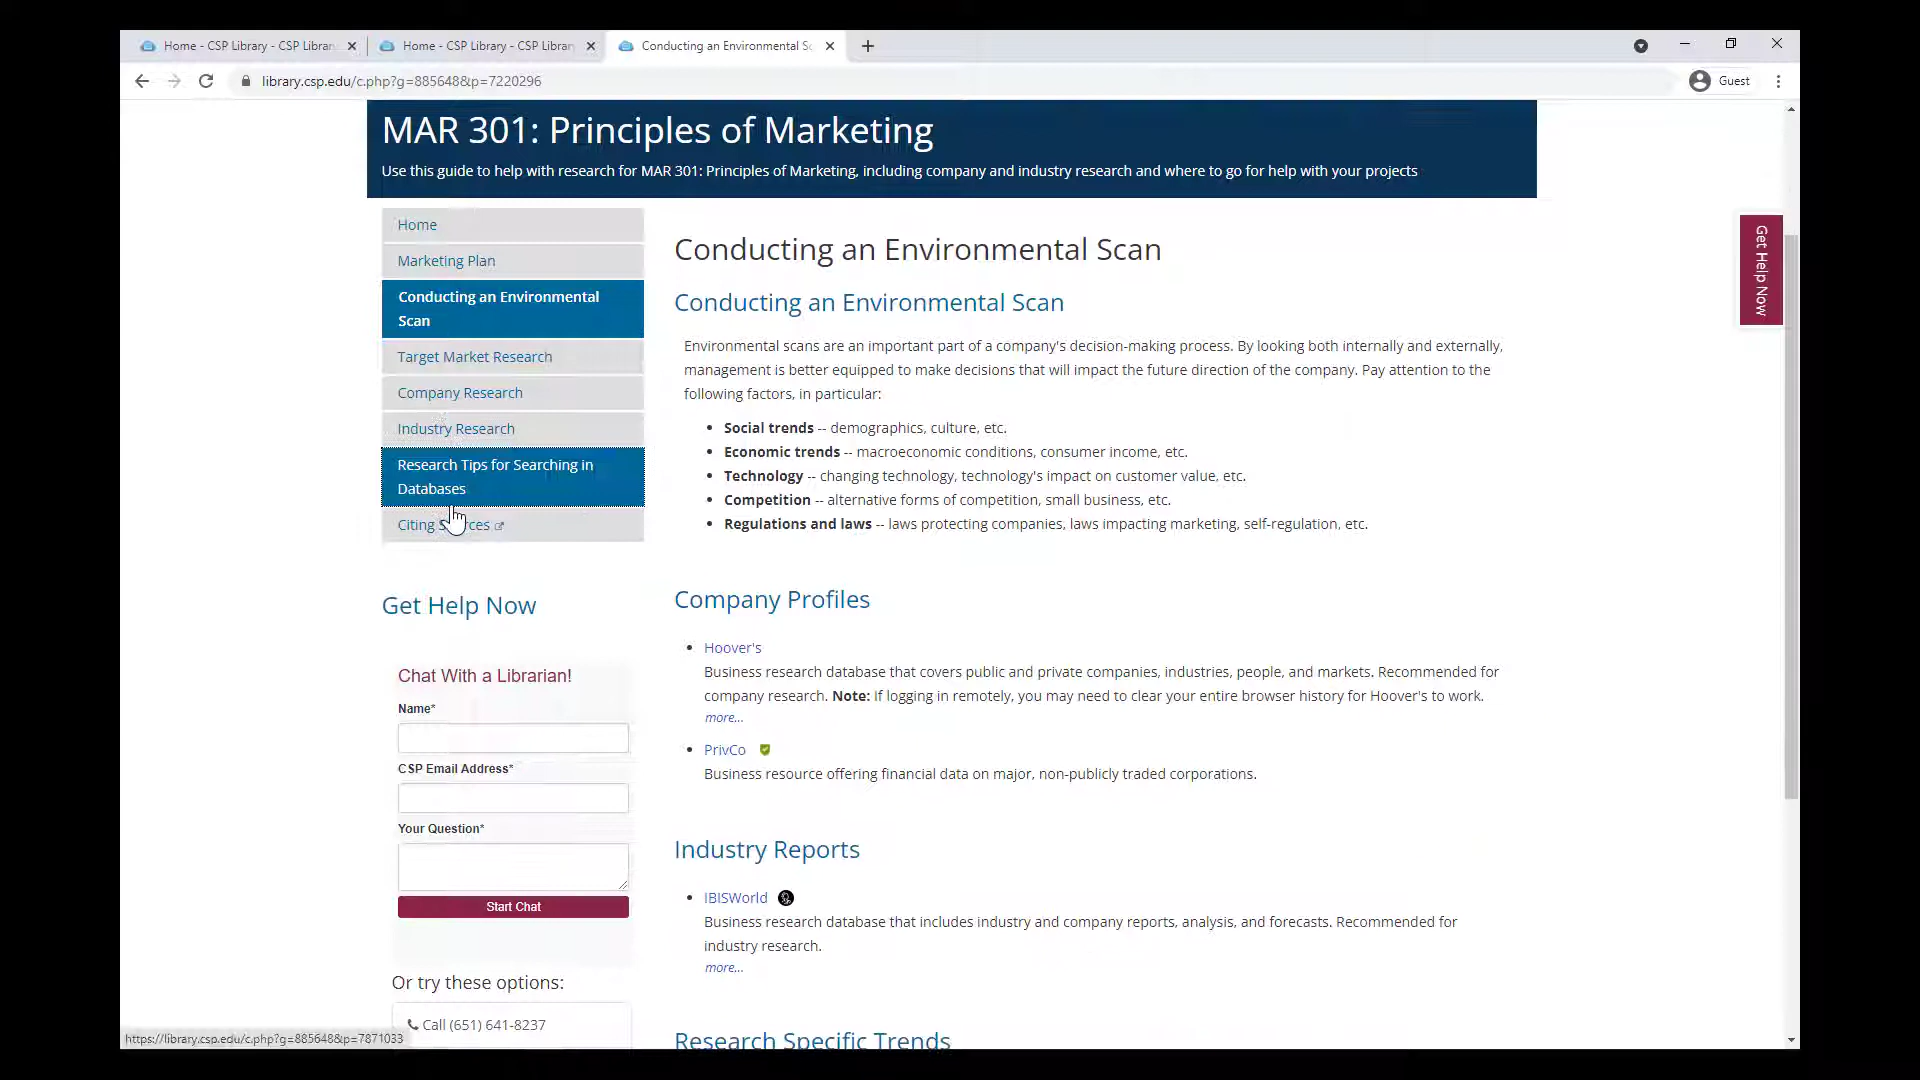 Home - CSP Library - CSP Librar
Home - CSP Library - CSP Library
Conducting an Environmental Sc
library.csp.edu/c.php?g=885648&p=7220296
Guest
MAR 301: Principles of Marketing
Use this guide to help with research for MAR 301: Principles of Marketing, including company and industry research and where to go for help with your projects
Home
Marketing Plan
Conducting an Environmental
Scan
Target Market Research
Company Research
Industry Research
Research Tips for Searching in
Databases
Citing
Get Help Now
Chat With a Librarian!
Name*
CSP Email Address*
Your Question*
Start Chat
Or try these options:
Call (651) 641-8237
https://library.csp.edu/c.php?g=885648&p=7871033
Conducting an Environmental Scan
Conducting an Environmental Scan
Environmental scans are an important part of a company's decision-making process. By looking both internally and externally,
management is better equipped to make decisions that will impact the future direction of the company. Pay attention to the
following factors, in particular:
• Social trends -- demographics, culture, etc.
• Economic trends -- macroeconomic conditions, consumer income, etc.
• Technology -- changing technology, technology's impact on customer value, etc.
• Competition -- alternative forms of competition, small business, etc.
• Regulations and laws -- laws protecting companies, laws impacting marketing, self-regulation, etc.
Company Profiles
• Hoover's
Business research database that covers public and private companies, industries, people, and markets. Recommended for
company research. Note: If logging in remotely, you may need to clear your entire browser history for Hoover's to work.
more...
• PrivCo
Business resource offering financial data on major, non-publicly traded corporations.
Industry Reports
• IBISWorld
Business research database that includes industry and company reports, analysis, and forecasts. Recommended for
industry research.
more...
Research Specific Trends
Get Help Now